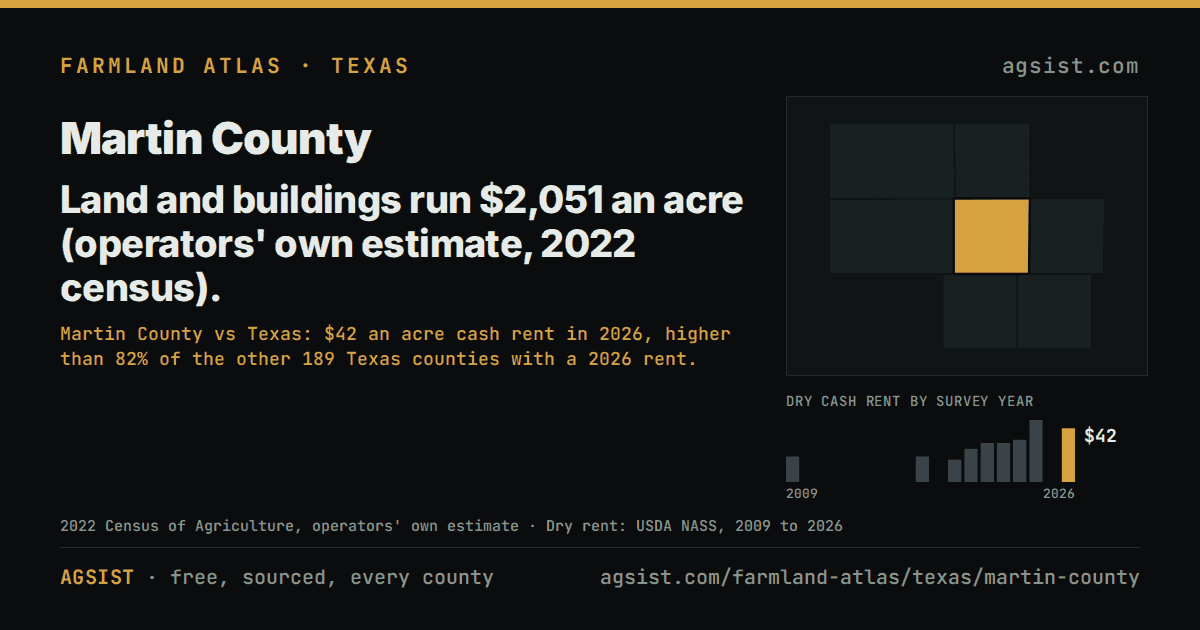 FARMLAND ATLAS · TEXAS
agsist.com
Martin County
Land and buildings run $2,051 an acre
(operators' own estimate, 2022
census).
Martin County vs Texas: $42 an acre cash rent in 2026, higher
than 82% of the other 189 Texas counties with a 2026 rent.
DRY CASH RENT BY SURVEY YEAR
$42
2009
2026
2022 Census of Agriculture, operators' own estimate · Dry rent: USDA NASS, 2009 to 2026
AGSIST · free, sourced, every county
agsist.com/farmland-atlas/texas/martin-county